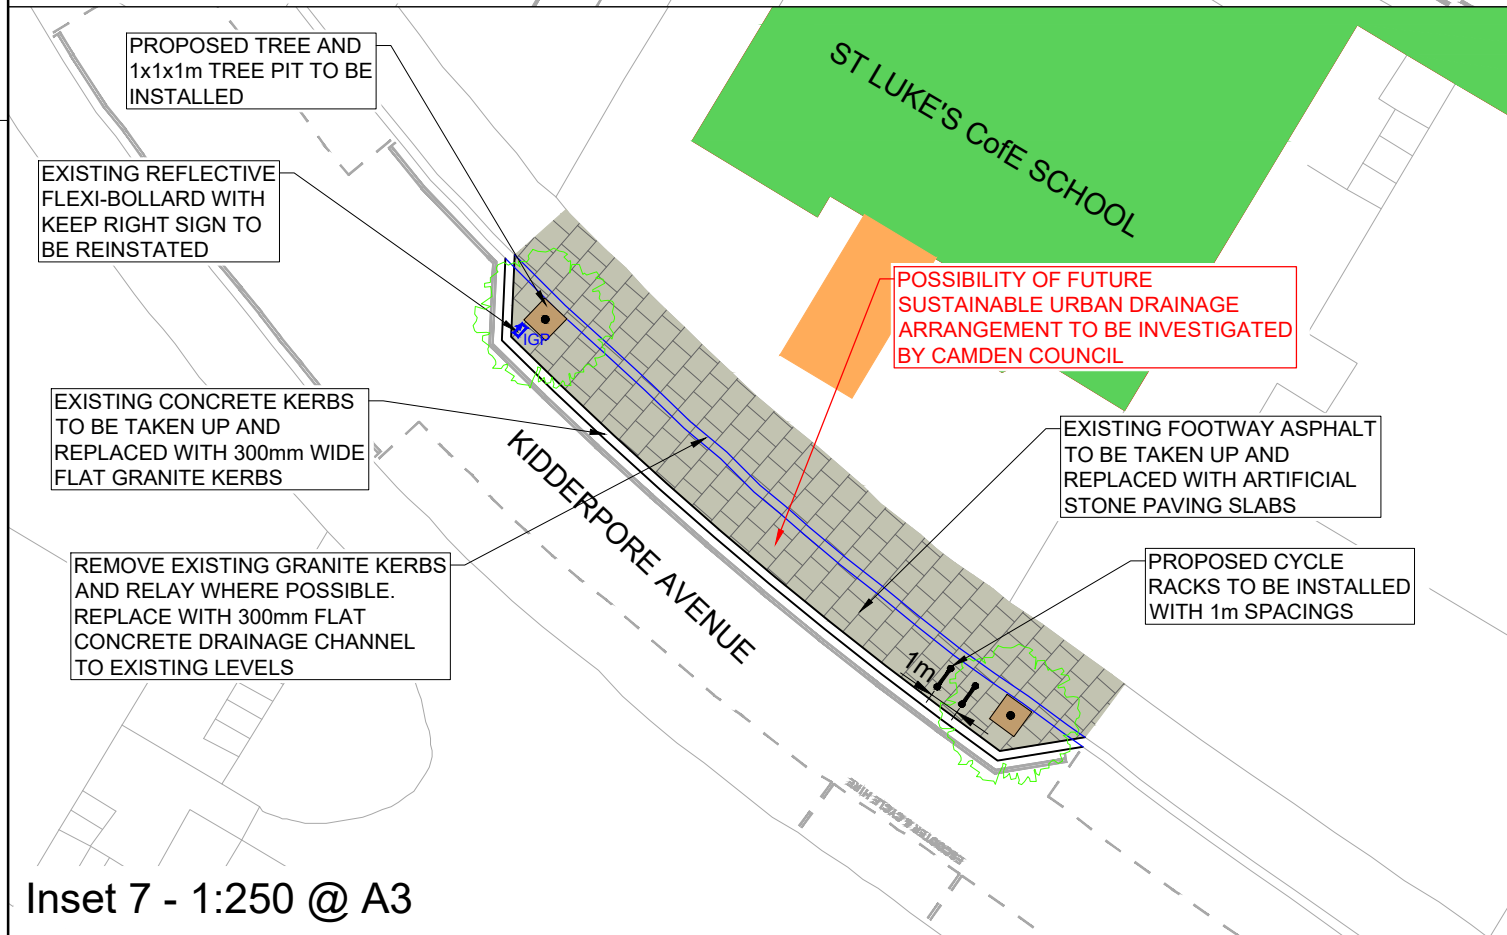 PROPOSED TREE AND
1x1x1m TREE PIT TO BE
INSTALLED
ST LUKE'S CofE SCHOOL
EXISTING REFLECTIVE
FLEXI-BOLLARD WITH
KEEP RIGHT SIGN TO
BE REINSTATED
POSSIBILITY OF FUTURE
SUSTAINABLE URBAN DRAINAGE
ARRANGEMENT TO BE INVESTIGATED
BY CAMDEN COUNCIL
IGP
EXISTING CONCRETE KERBS
TO BE TAKEN UP AND
REPLACED WITH 300mm WIDE
FLAT GRANITE KERBS
EXISTING FOOTWAY ASPHALT
TO BE TAKEN UP AND
REPLACED WITH ARTIFICIAL
STONE PAVING SLABS
KIDDERPORE AVENUE
REMOVE EXISTING GRANITE KERBS
AND RELAY WHERE POSSIBLE.
REPLACE WITH 300mm FLAT
CONCRETE DRAINAGE CHANNEL
TO EXISTING LEVELS
PROPOSED CYCLE
RACKS TO BE INSTALLED
WITH 1m SPACINGS
1m
ESCOOTER & CYCLE HIRE
Inset 7 - 1:250 @ A3